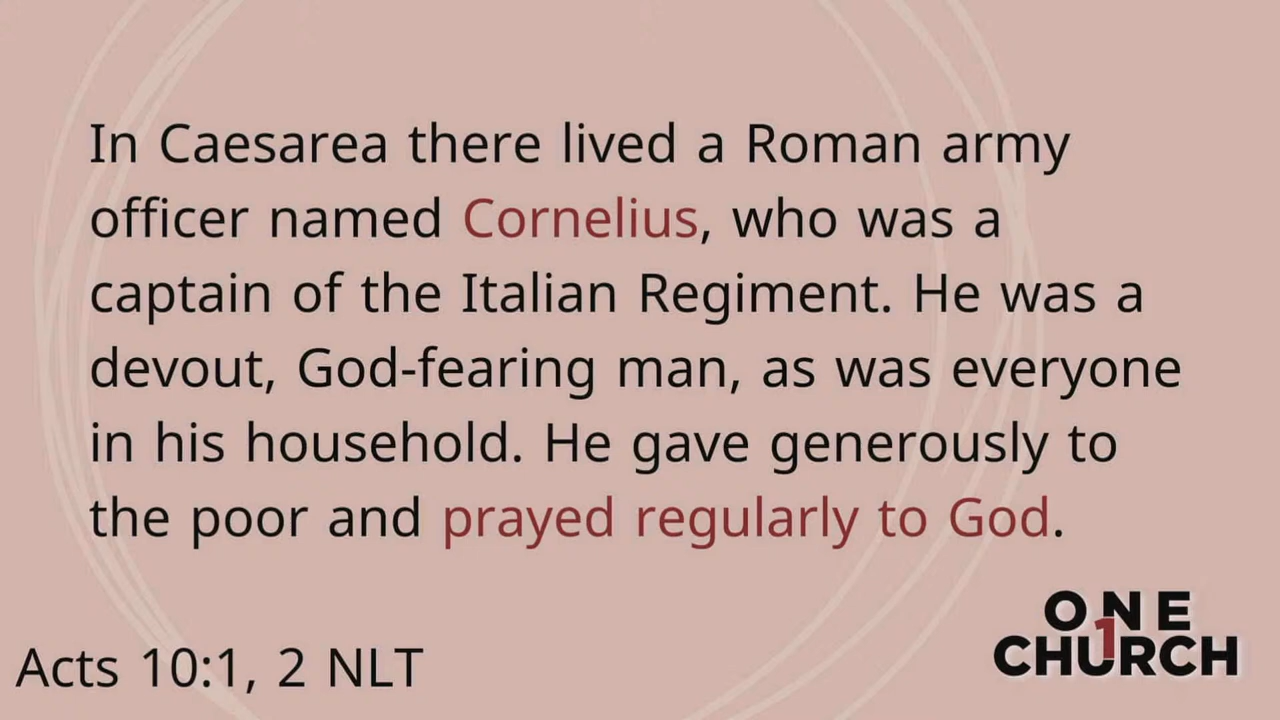 In Caesarea there lived a Roman army
officer named Cornelius, who was a
captain of the Italian Regiment. He was a
devout, God-fearing man, as was everyone
in his household. He gave generously to
the poor and prayed regularly to God.
Acts 10:1, 2 NLT
ONE
1
CHURCH